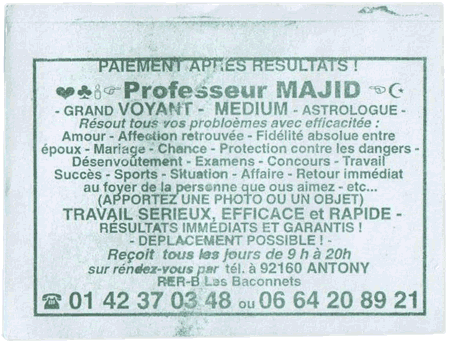 PAIEMENT APRES RESULTATS !
Professeur MAJID
- GRAND VOYANT - MEDIUM - ASTROLOGUE -
Résout tous vos probloèmes avec efficacitée :
Amour - Affection retrouvée - Fidélité absolue entre
époux - Mariage - Chance - Protection contre les dangers -
Désenvoûtement - Examens - Concours - Travail
Succès - Sports - Situation - Affaire - Retour immédiat
au foyer de la personne que ous aimez - etc...
(APPORTEZ UNE PHOTO OU UN OBJET)
TRAVAIL SERIEUX, EFFICACE et RAPIDE -
RÉSULTATS IMMÉDIATS ET GARANTIS !
- DEPLACEMENT POSSIBLE ! -
Reçoit tous les jours de 9 h à 20h
sur rendez-vous par tél. à 92160 ANTONY
RER-B Les Baconnets
☎ 01 42 37 03 48 ou 06 64 20 89 21